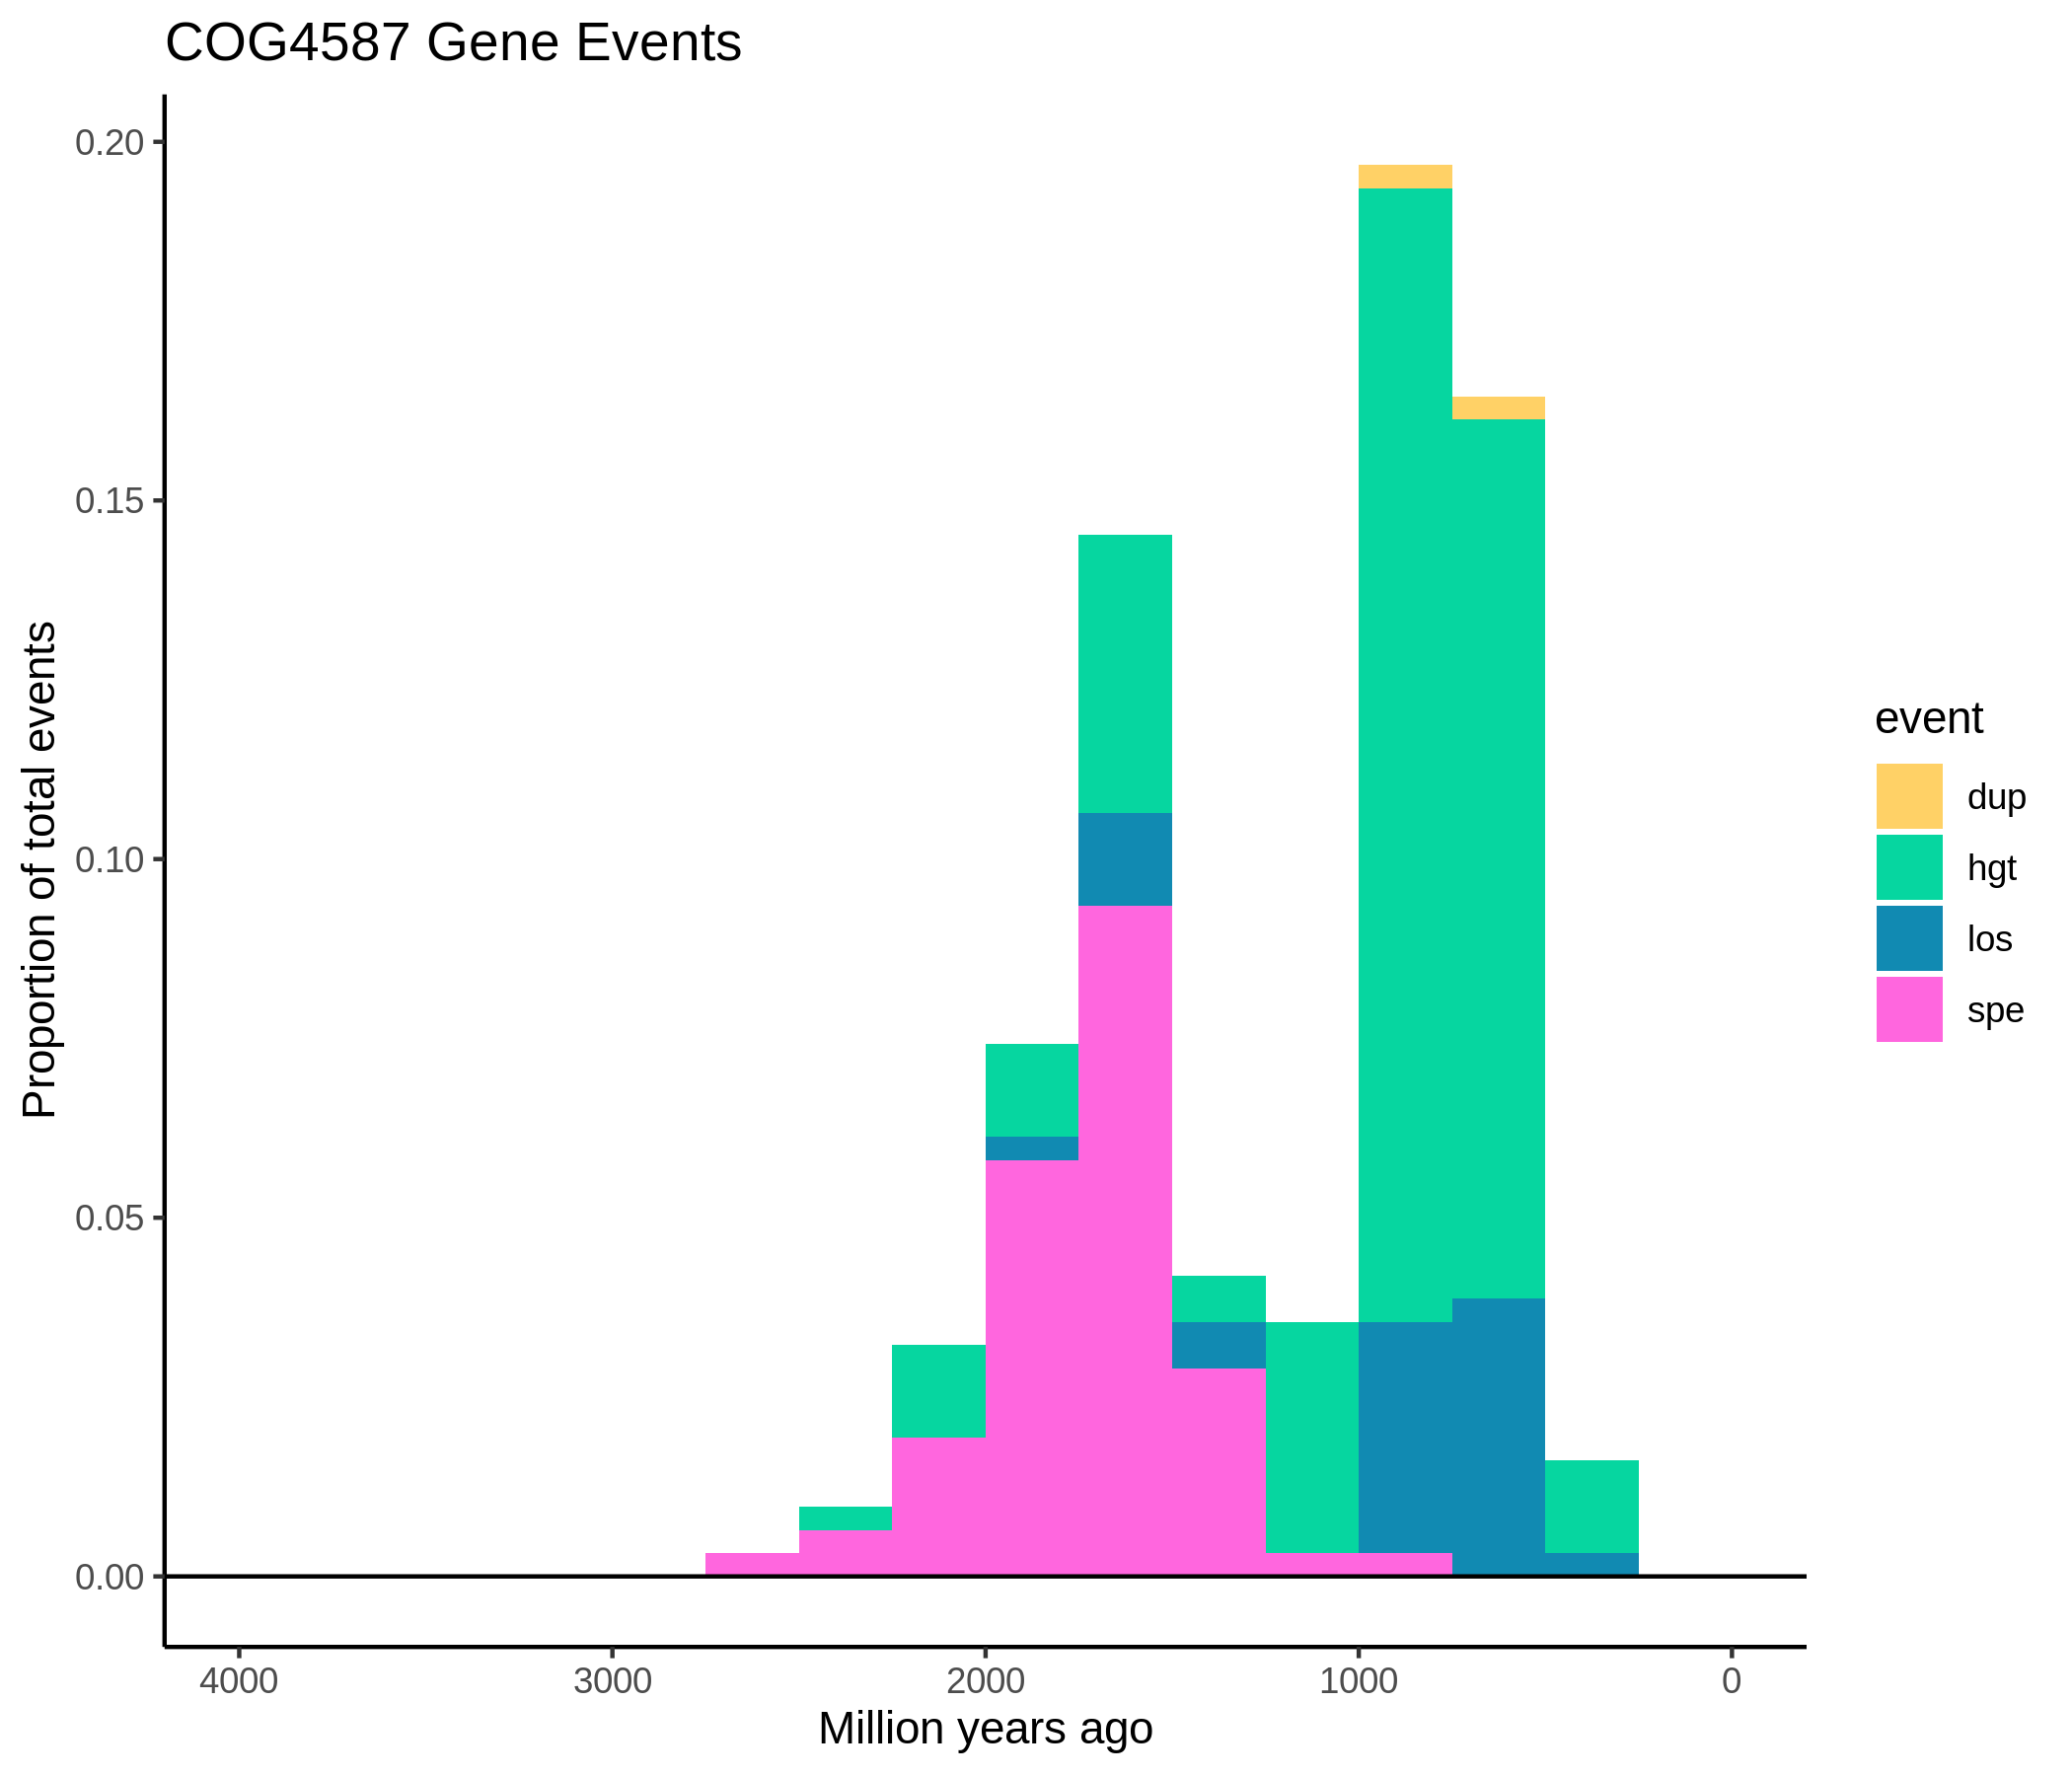 COG4587 Gene Events
0.20
0.15
0.10
0.05
0.00
Proportion of total events
4000 3000 2000 1000 0
Million years ago
event
dup
hgt
los
spe